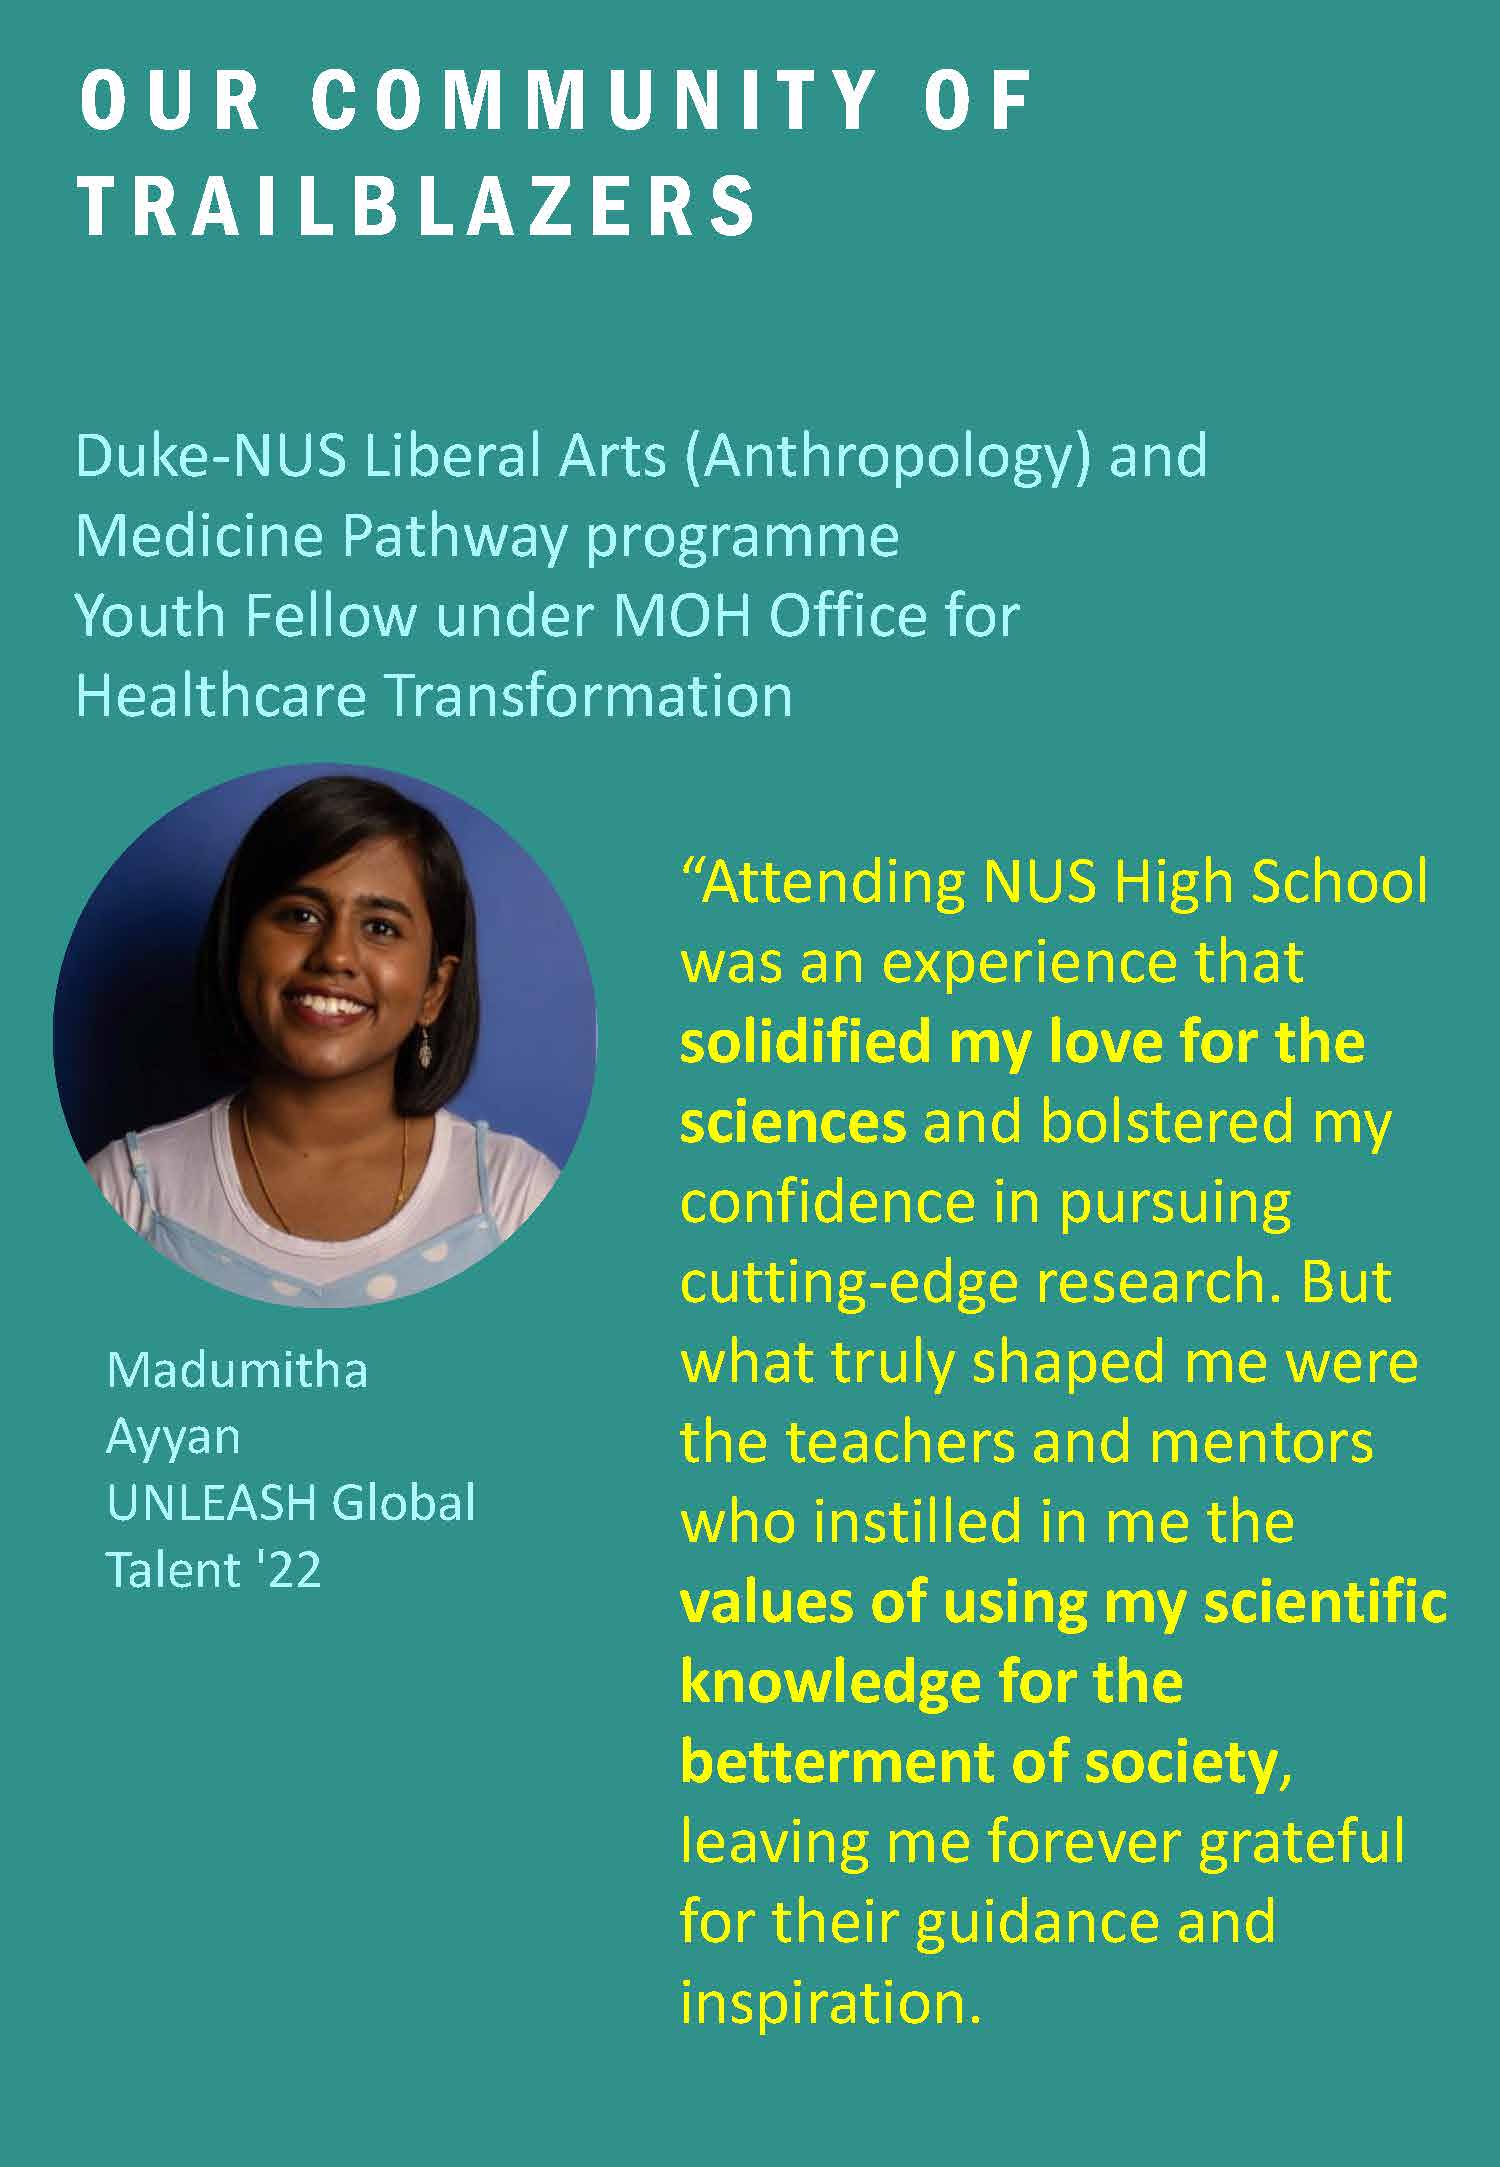 OUR COMMUNITY OF
TRAILBLAZERS
Duke-NUS Liberal Arts (Anthropology) and
Medicine Pathway programme
Youth Fellow under MOH Office for
Healthcare Transformation
Madumitha
Ayyan
UNLEASH Global
Talent '22
“Attending NUS High School
was an experience that
solidified my love for the
sciences and bolstered my
confidence in pursuing
cutting-edge research. But
what truly shaped me were
the teachers and mentors
who instilled in me the
values of using my scientific
knowledge for the
betterment of society,
leaving me forever grateful
for their guidance and
inspiration.